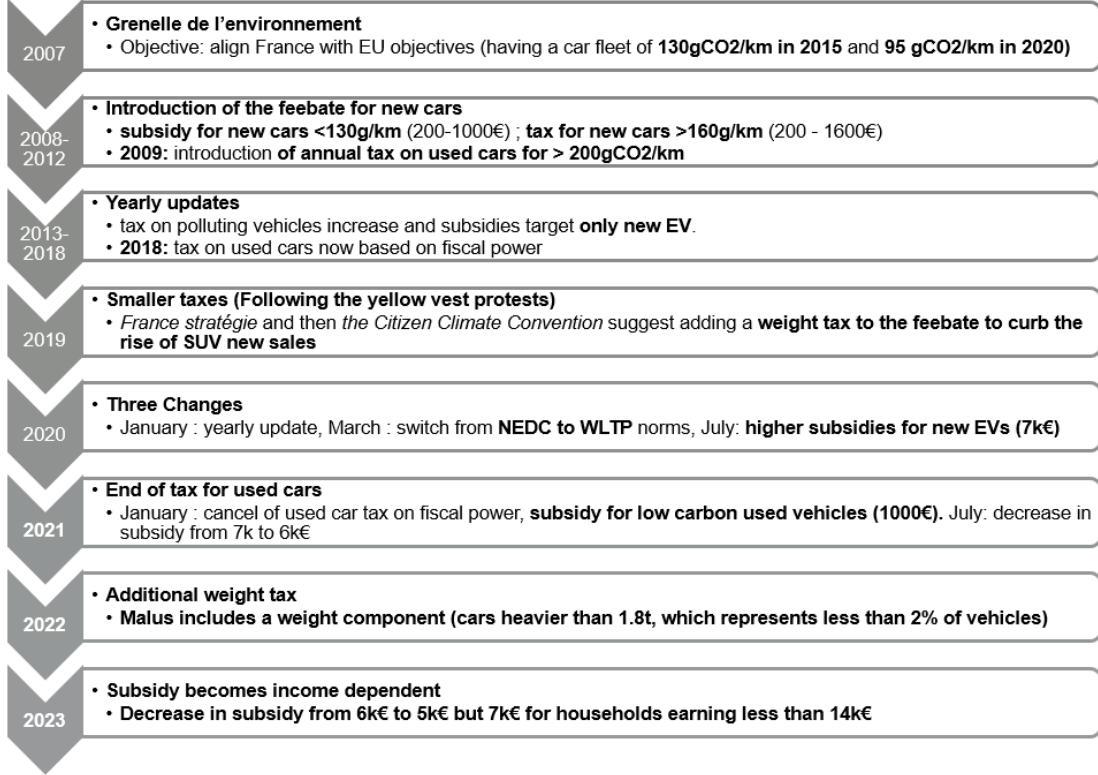 2007
• Grenelle de l’environnement
• Objective: align France with EU objectives (having a car fleet of 130gCO2/km in 2015 and 95 gCO2/km in 2020)
2008-
2012
• Introduction of the feebate for new cars
• subsidy for new cars <130g/km (200-1000€) ; tax for new cars >160g/km (200 - 1600€)
• 2009: introduction of annual tax on used cars for > 200gCO2/km
2013-
2018
• Yearly updates
• tax on polluting vehicles increase and subsidies target only new EV.
• 2018: tax on used cars now based on fiscal power
2019
• Smaller taxes (Following the yellow vest protests)
• France stratégie and then the Citizen Climate Convention suggest adding a weight tax to the feebate to curb the
rise of SUV new sales
2020
• Three Changes
• January : yearly update, March : switch from NEDC to WLTP norms, July: higher subsidies for new EVs (7k€)
2021
• End of tax for used cars
• January : cancel of used car tax on fiscal power, subsidy for low carbon used vehicles (1000€). July: decrease in
subsidy from 7k to 6k€
2022
• Additional weight tax
• Malus includes a weight component (cars heavier than 1.8t, which represents less than 2% of vehicles)
2023
• Subsidy becomes income dependent
• Decrease in subsidy from 6k€ to 5k€ but 7k€ for households earning less than 14k€